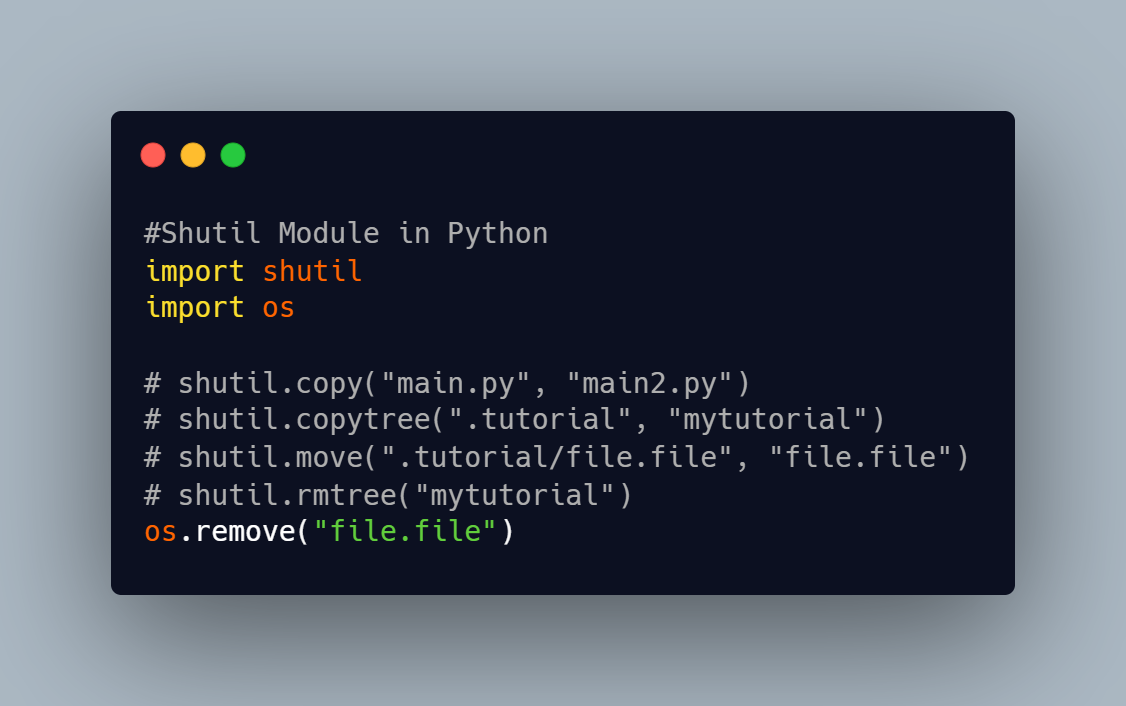 #Shutil Module in Python
import shutil
import os

# shutil.copy("main.py", "main2.py")
# shutil.copytree(".tutorial", "mytutorial")
# shutil.move(".tutorial/file.file", "file.file")
# shutil.rmtree("mytutorial")
os.remove("file.file")